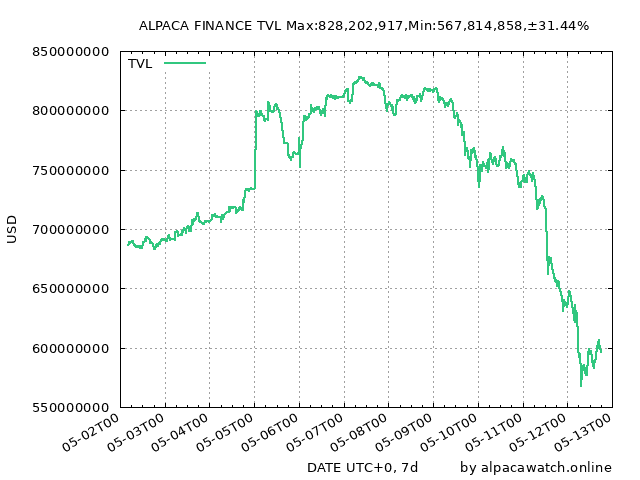 ALPACA FINANCE TVL Max:828,202,917,Min:567,814,858,±31.44%
TVL
850000000
800000000
750000000
700000000
650000000
600000000
550000000
USD
05-02T00
05-03T00
05-04T00
05-05T00
05-06T00
05-07T00
05-08T00
05-09T00
05-10T00
05-11T00
05-12T00
05-13T00
DATE UTC+0, 7d
by alpacawatch.online